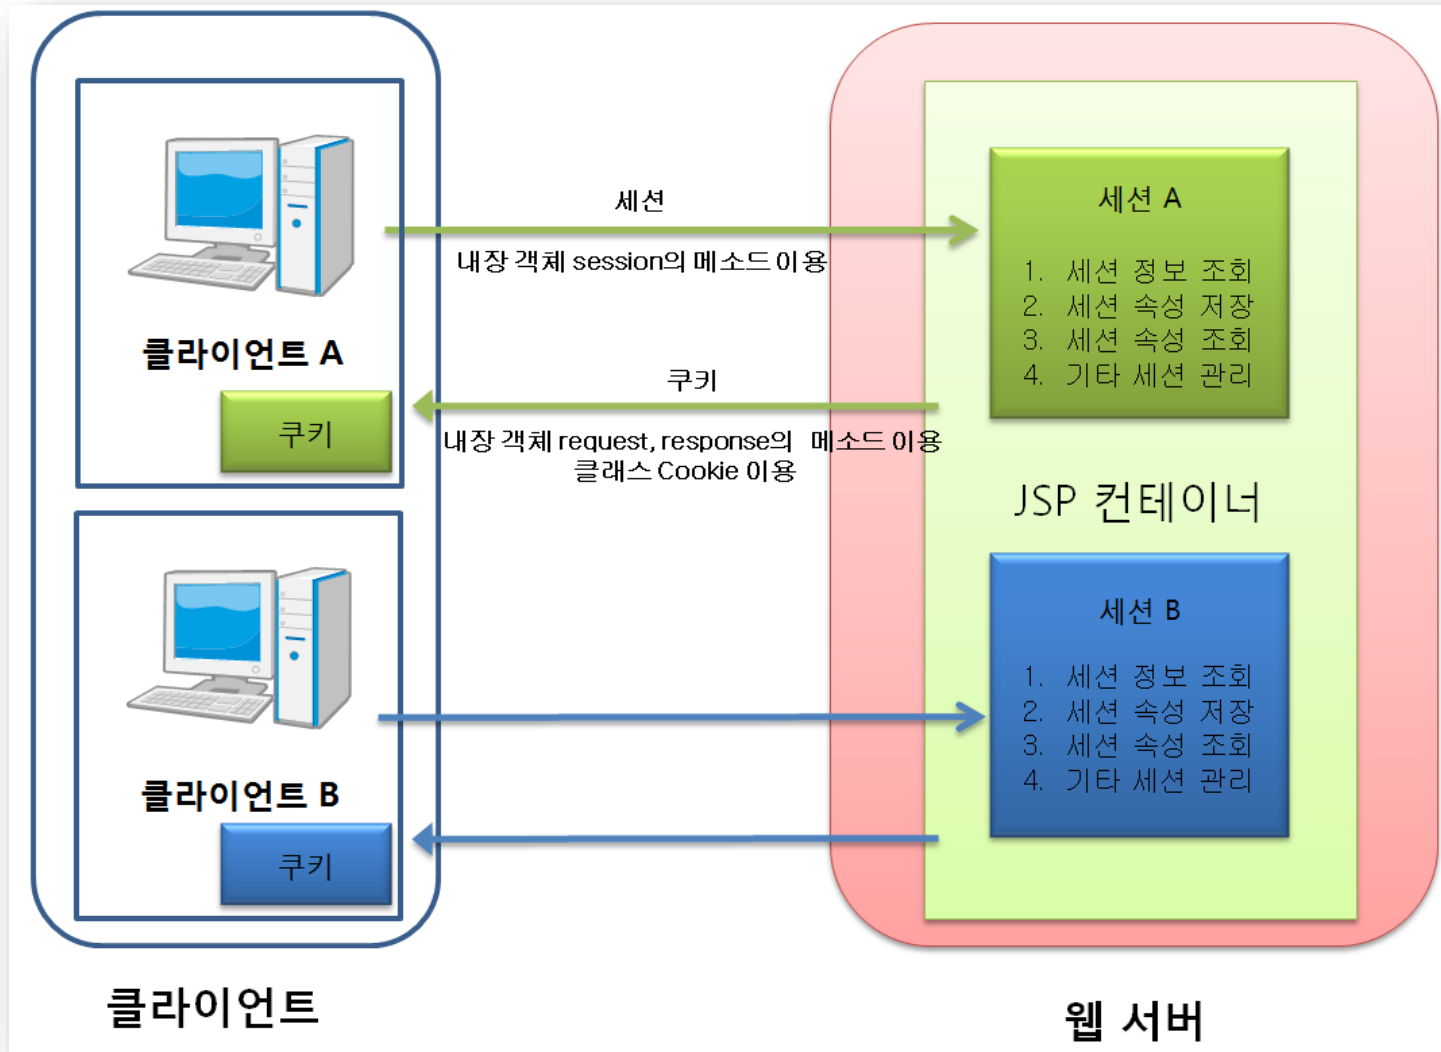 세션
내장 객체 session의 메소드 이용
클라이언트 A
쿠키
쿠키
내장 객체 request, response의 메소드 이용
클래스 Cookie 이용
세션 A
1. 세션 정보 조회
2. 세션 속성 저장
3. 세션 속성 조회
4. 기타 세션 관리
JSP 컨테이너
클라이언트 B
쿠키
세션 B
1. 세션 정보 조회
2. 세션 속성 저장
3. 세션 속성 조회
4. 기타 세션 관리
클라이언트
웹 서버